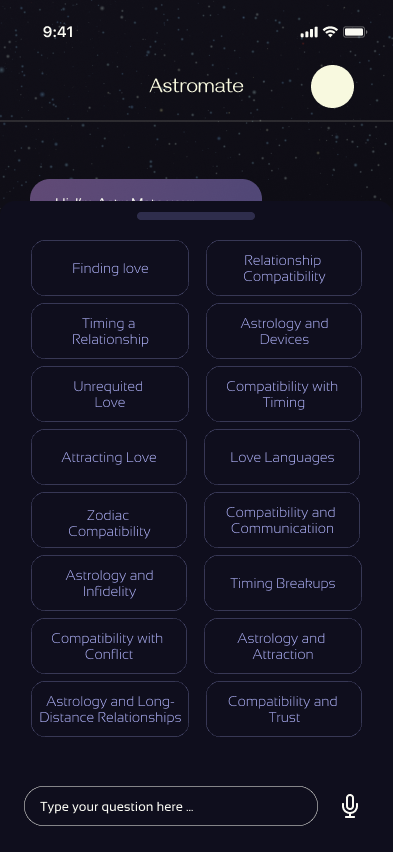 9:41
Astromate
Finding love
Relationship
Compatibility
Timing a
Relationship
Astrology and
Devices
Unrequited
Love
Compatibility with
Timing
Attracting Love
Love Languages
Zodiac
Compatibility
Compatibility and
Communicatiion
Astrology and
Infidelity
Timing Breakups
Compatibility with
Conflict
Astrology and
Attraction
Astrology and Long-
Distance Relationships
Compatibility and
Trust
Type your question here ...